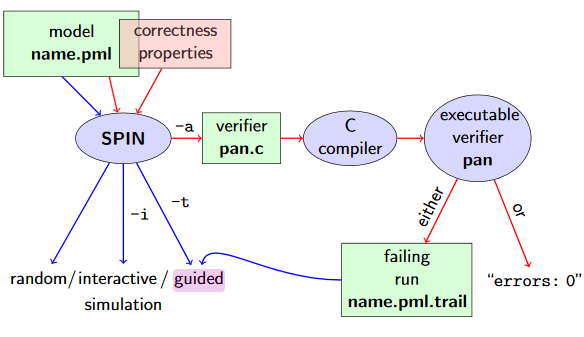 model
name.pml
correctness
properties
SPIN
-a
verifier
pan.c
C
compiler
executable
verifier
pan
-i
-t
either
or
random/interactive/guided
simulation
failing
run
name.pml.trail
“errors: 0”